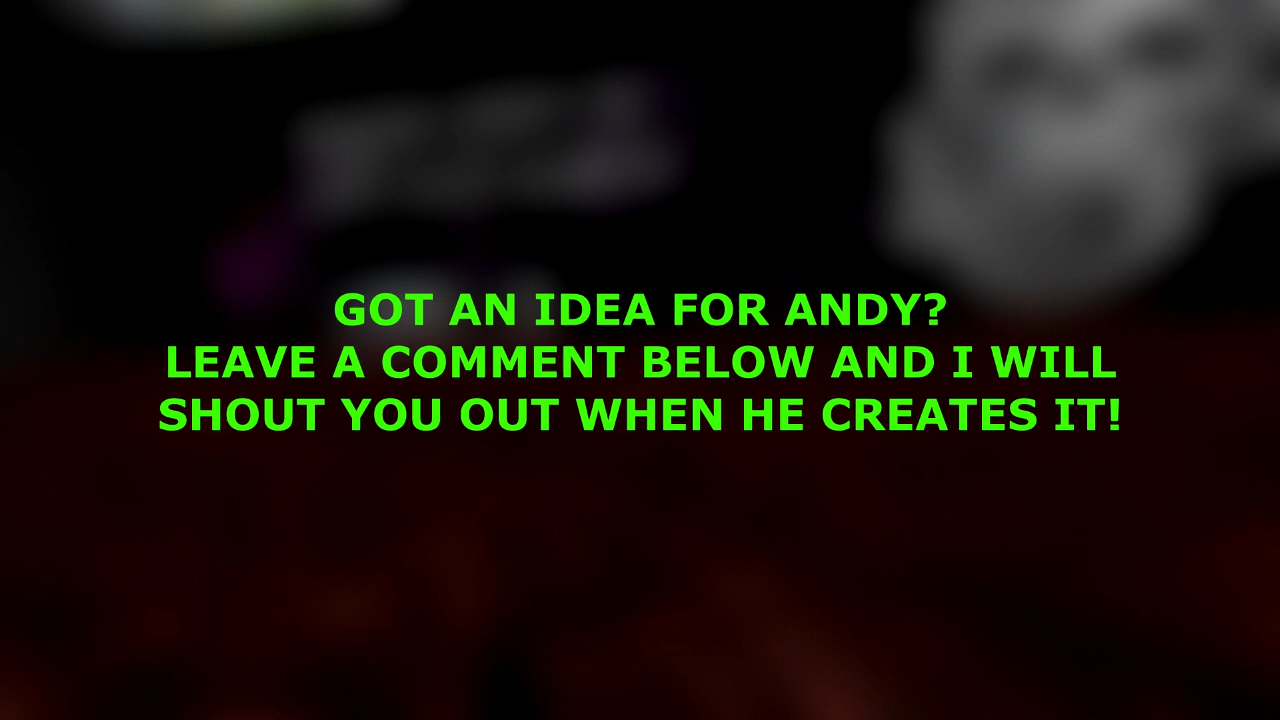 GOT AN IDEA FOR ANDY?
LEAVE A COMMENT BELOW AND I WILL
SHOUT YOU OUT WHEN HE CREATES IT!